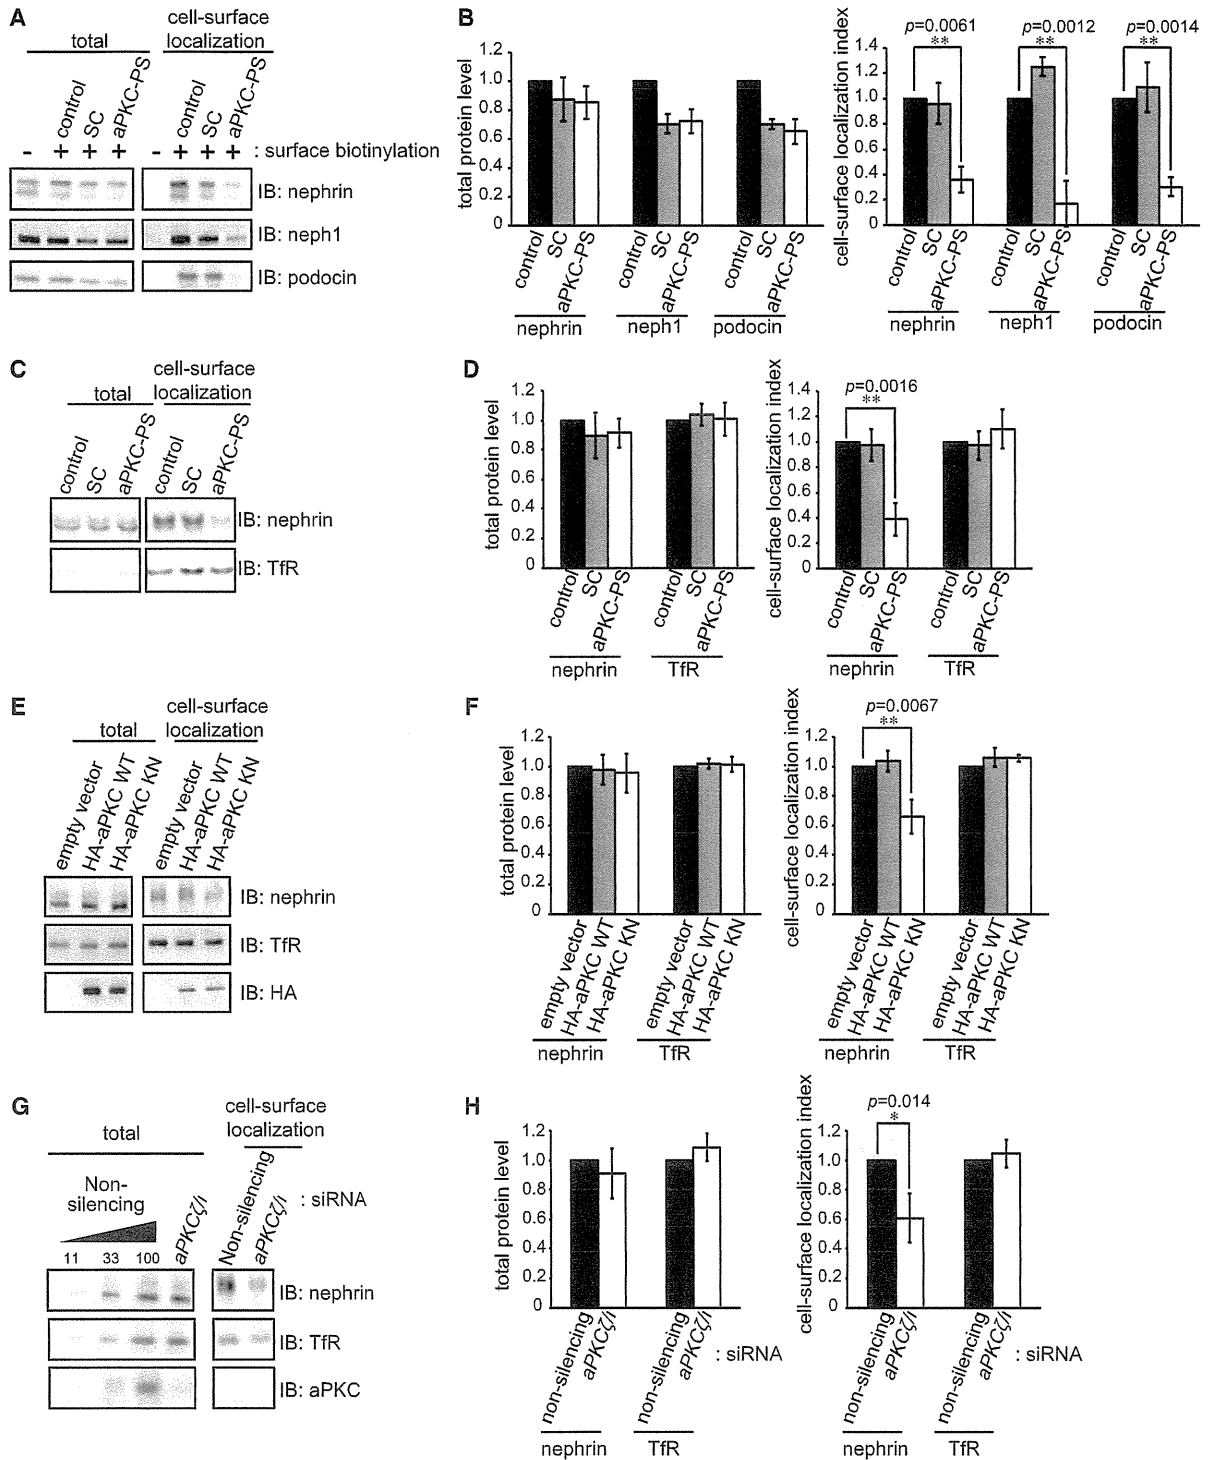 A
total
cell-surface
localization
control
SC
aPKC-PS
control
SC
aPKC-PS
- + + + - + + + : surface biotinylation
IB: nephrin
IB: neph1
IB: podocin
B
total protein level
1.2
1.0
0.8
0.6
0.4
0.2
0
control
SC
aPKC-PS
control
SC
aPKC-PS
control
SC
aPKC-PS
nephrin
neph1
podocin
cell-surface localization index
1.4
1.2
1.0
0.8
0.6
0.4
0.2
0
p=0.0061
**
p=0.0012
**
p=0.0014
**
control
SC
aPKC-PS
control
SC
aPKC-PS
control
SC
aPKC-PS
nephrin
neph1
podocin
C
total
cell-surface
localization
control
SC
aPKC-PS
control
SC
aPKC-PS
IB: nephrin
IB: TfR
D
total protein level
1.2
1.0
0.8
0.6
0.4
0.2
0
control
SC
aPKC-PS
control
SC
aPKC-PS
nephrin
TfR
cell-surface localization index
1.4
1.2
1.0
0.8
0.6
0.4
0.2
0
p=0.0016
**
control
SC
aPKC-PS
control
SC
aPKC-PS
nephrin
TfR
E
total
cell-surface
localization
empty vector
HA-aPKC WT
HA-aPKC KN
empty vector
HA-aPKC WT
HA-aPKC KN
IB: nephrin
IB: TfR
IB: HA
F
total protein level
1.2
1.0
0.8
0.6
0.4
0.2
0
empty vector
HA-aPKC WT
HA-aPKC KN
empty vector
HA-aPKC WT
HA-aPKC KN
nephrin
TfR
cell-surface localization index
1.2
1.0
0.8
0.6
0.4
0.2
0
p=0.0067
**
empty vector
HA-aPKC WT
HA-aPKC KN
empty vector
HA-aPKC WT
HA-aPKC KN
nephrin
TfR
G
total
cell-surface
localization
Non-
silencing
11 33 100
aPKCζ/ι
Non-silencing
aPKCζ/ι
: siRNA
IB: nephrin
IB: TfR
IB: aPKC
H
total protein level
1.2
1.0
0.8
0.6
0.4
0.2
0
non-silencing
aPKCζ/ι
non-silencing
aPKCζ/ι
: siRNA
nephrin
TfR
cell-surface localization index
1.2
1.0
0.8
0.6
0.4
0.2
0
p=0.014
*
non-silencing
aPKCζ/ι
non-silencing
aPKCζ/ι
: siRNA
nephrin
TfR